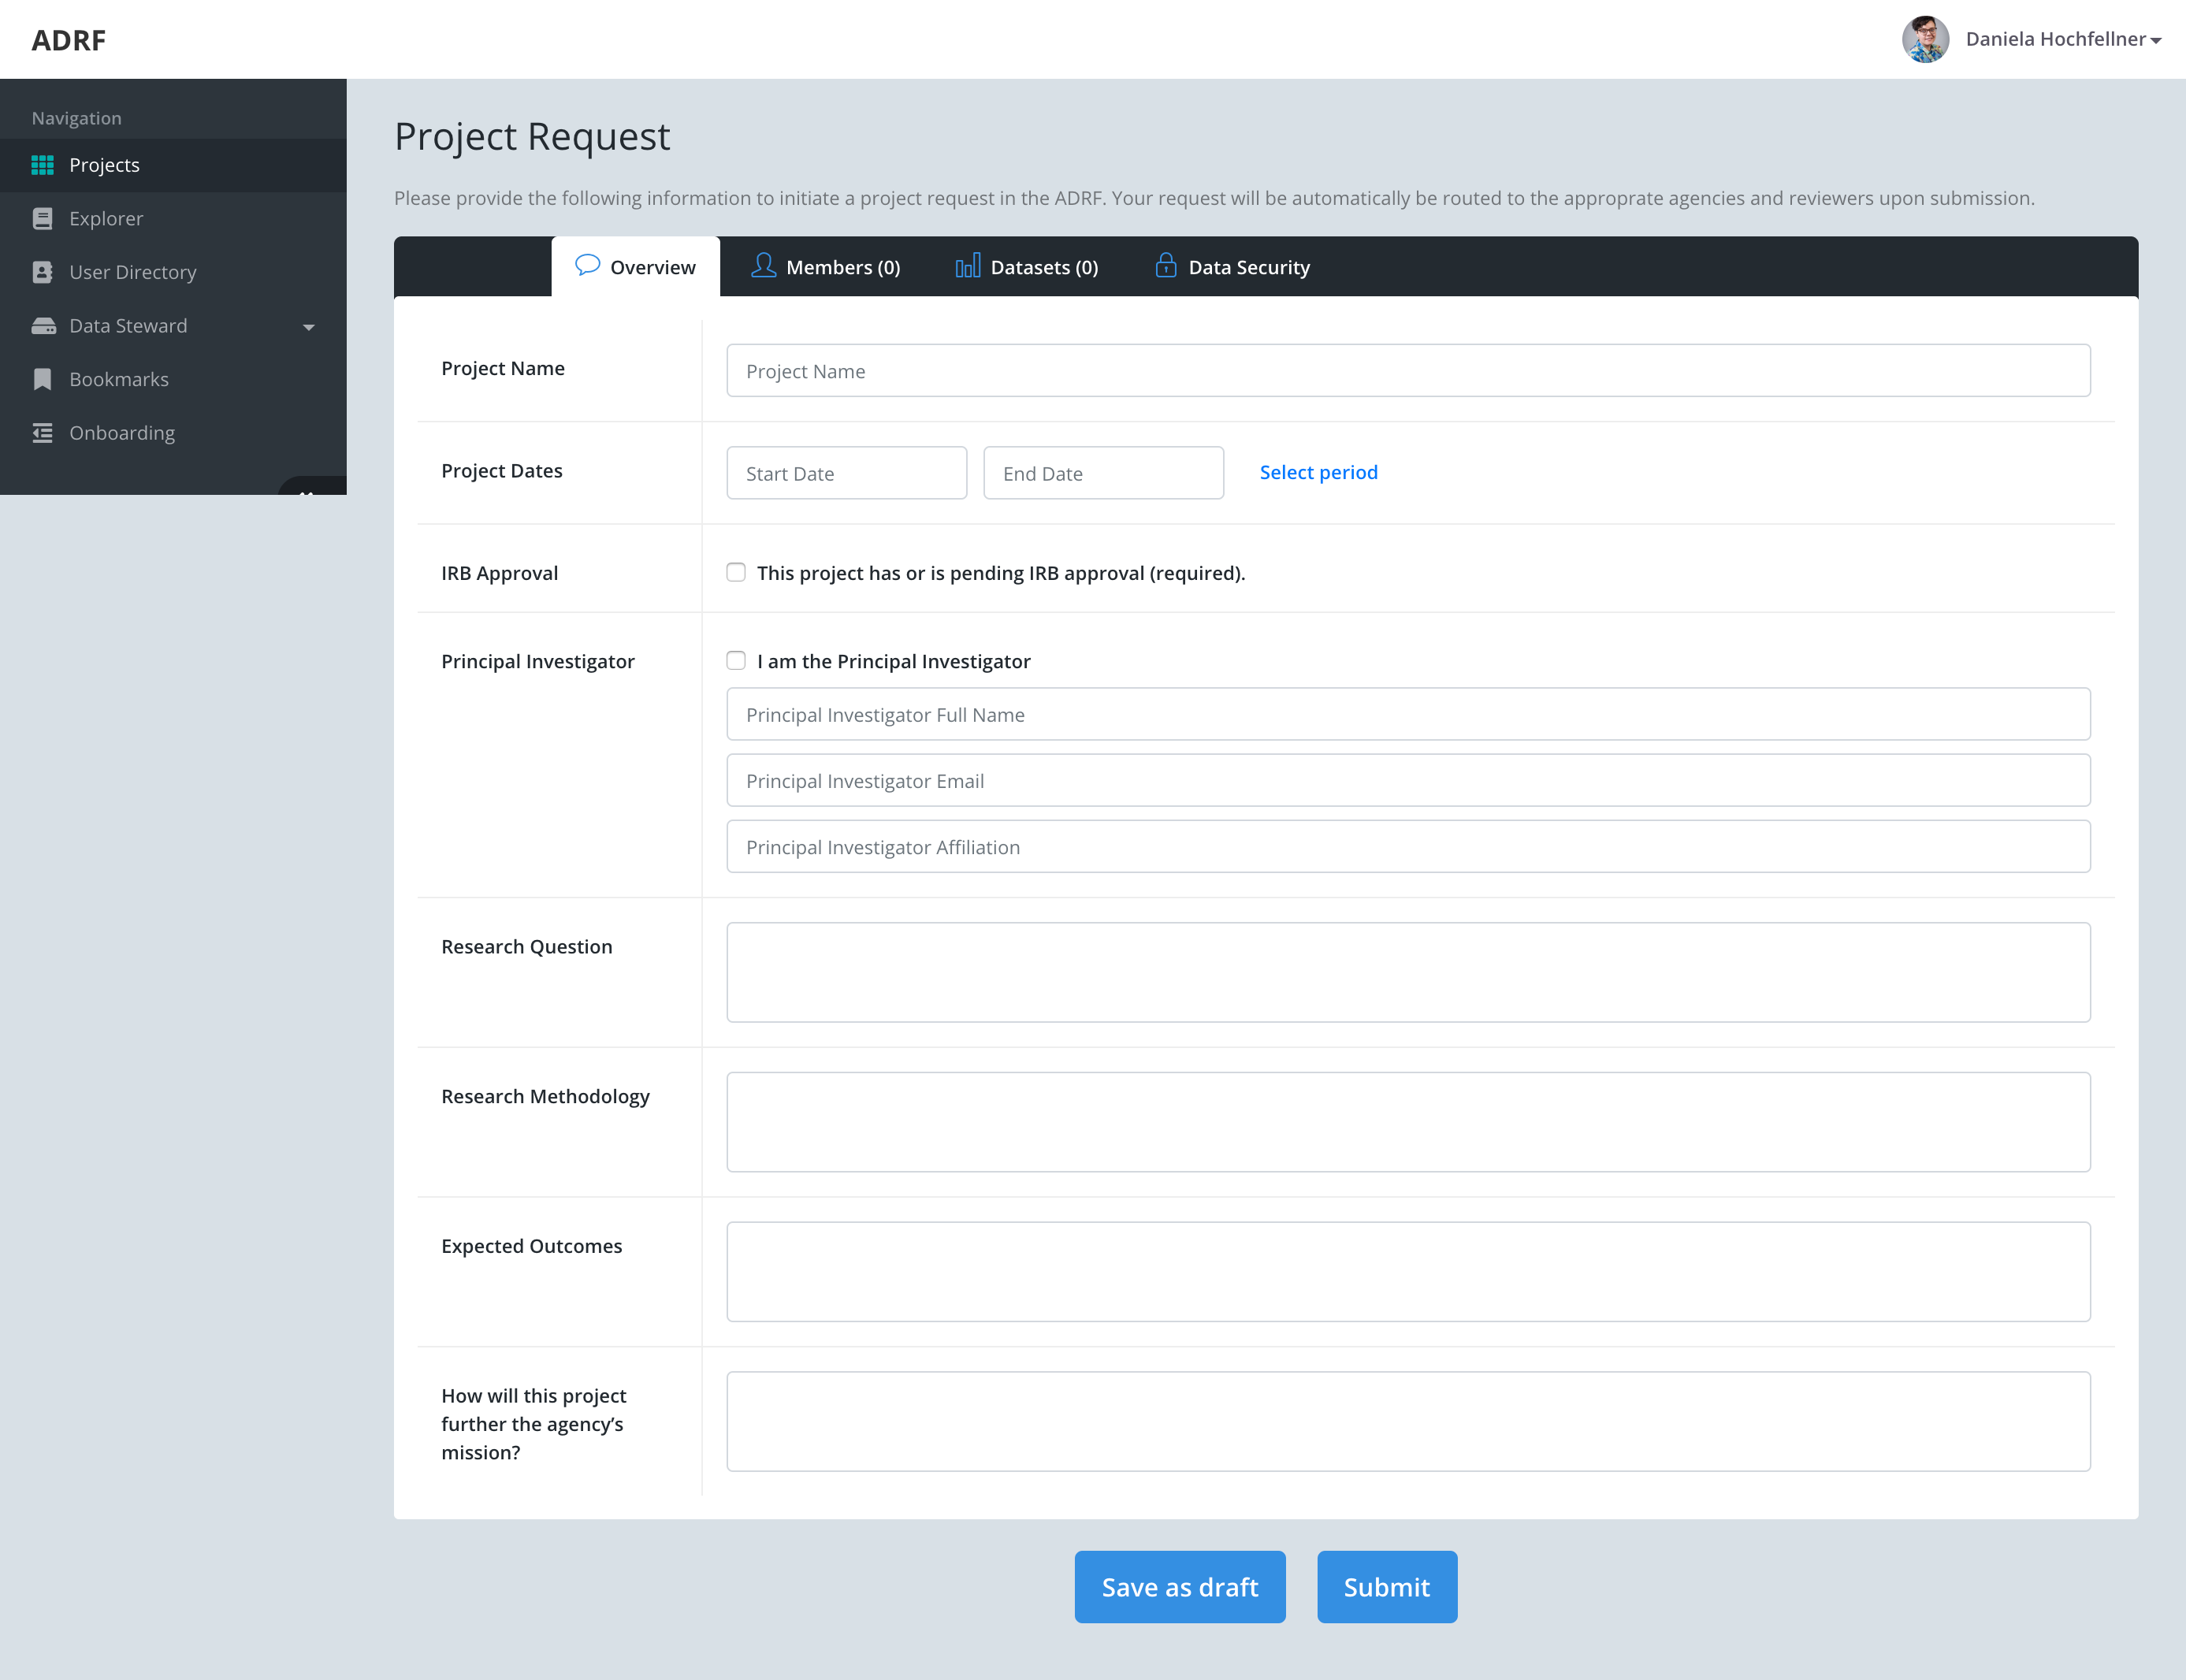 ADRF
Daniela Hochfellner
Navigation
Projects
Explorer
User Directory
Data Steward
Bookmarks
Onboarding
Project Request
Please provide the following information to initiate a project request in the ADRF. Your request will be automatically be routed to the approprate agencies and reviewers upon submission.
Overview
Members (0)
Datasets (0)
Data Security
Project Name
Project Name
Project Dates
Start Date
End Date
Select period
IRB Approval
This project has or is pending IRB approval (required).
Principal Investigator
I am the Principal Investigator
Principal Investigator Full Name
Principal Investigator Email
Principal Investigator Affiliation
Research Question
Research Methodology
Expected Outcomes
How will this project
further the agency’s
mission?
Save as draft
Submit